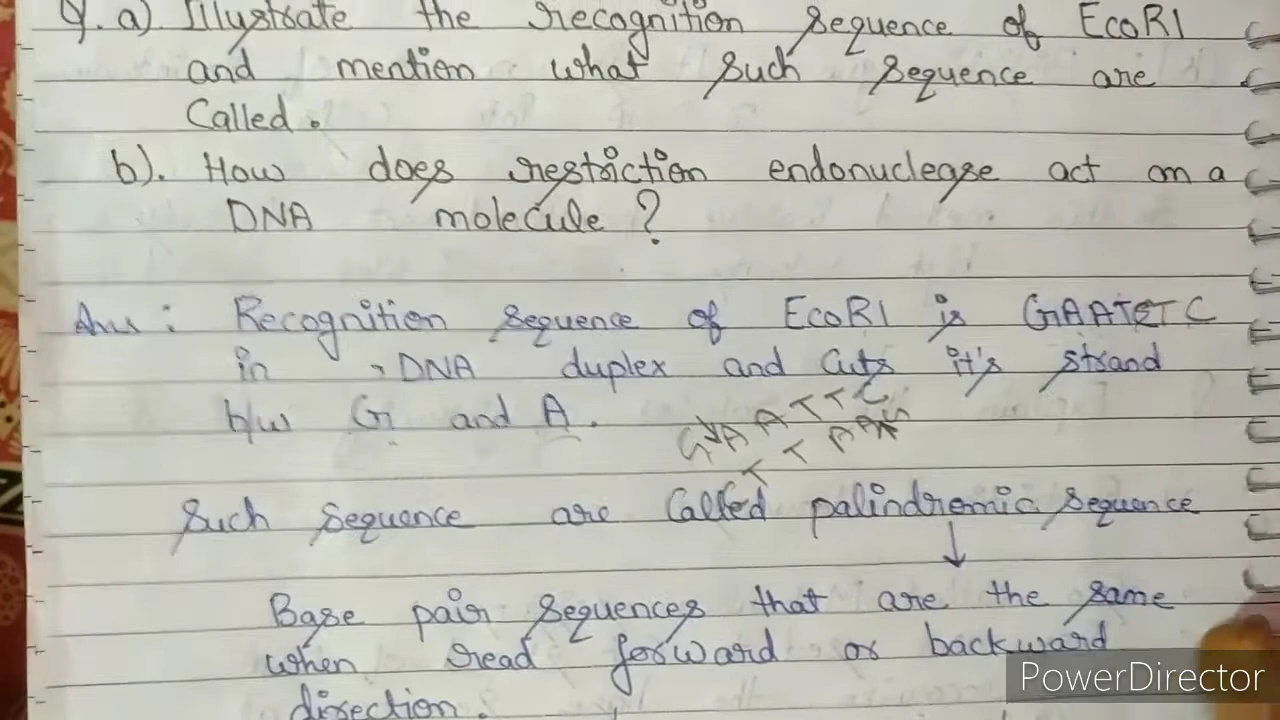 Q. a) Illustrate the recognition sequence of EcoR1
and mention what such sequence are
Called.
b). How does restriction endonuclease act on a
DNA molecule?
Ans: Recognition sequence of EcoR1 is GAATTC
in DNA duplex and cuts it's strand
b/w G and A.
G A A T T C
T T A A
Such sequence are Called palindromic sequence
Base pair sequences that are the same
when read forward or backward
direction.
PowerDirector